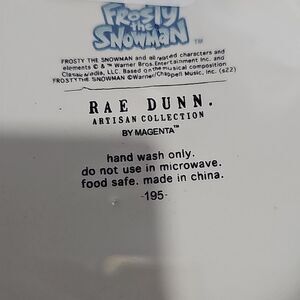 FROSTY
THE
SNOWMAN ™
FROSTY THE SNOWMAN and all related characters and
elements © & ™ Warner Bros. Entertainment Inc. and
Classic Media, LLC. Based on the musical composition
FROSTY THE SNOWMAN ©Warner/Chappell Music, Inc. (s22)
RAE DUNN.
ARTISAN COLLECTION
BY MAGENTA™
hand wash only.
do not use in microwave.
food safe. made in china.
-195-